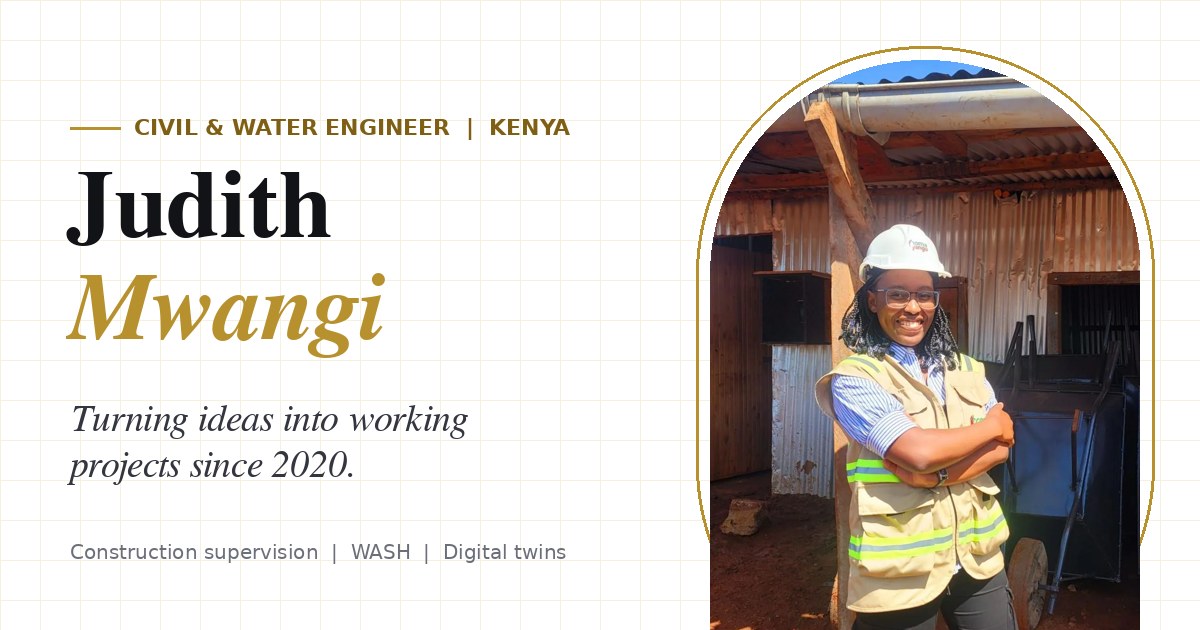 CIVIL & WATER ENGINEER | KENYA
Judith
Mwangi
Turning ideas into working
projects since 2020.
Construction supervision | WASH | Digital twins